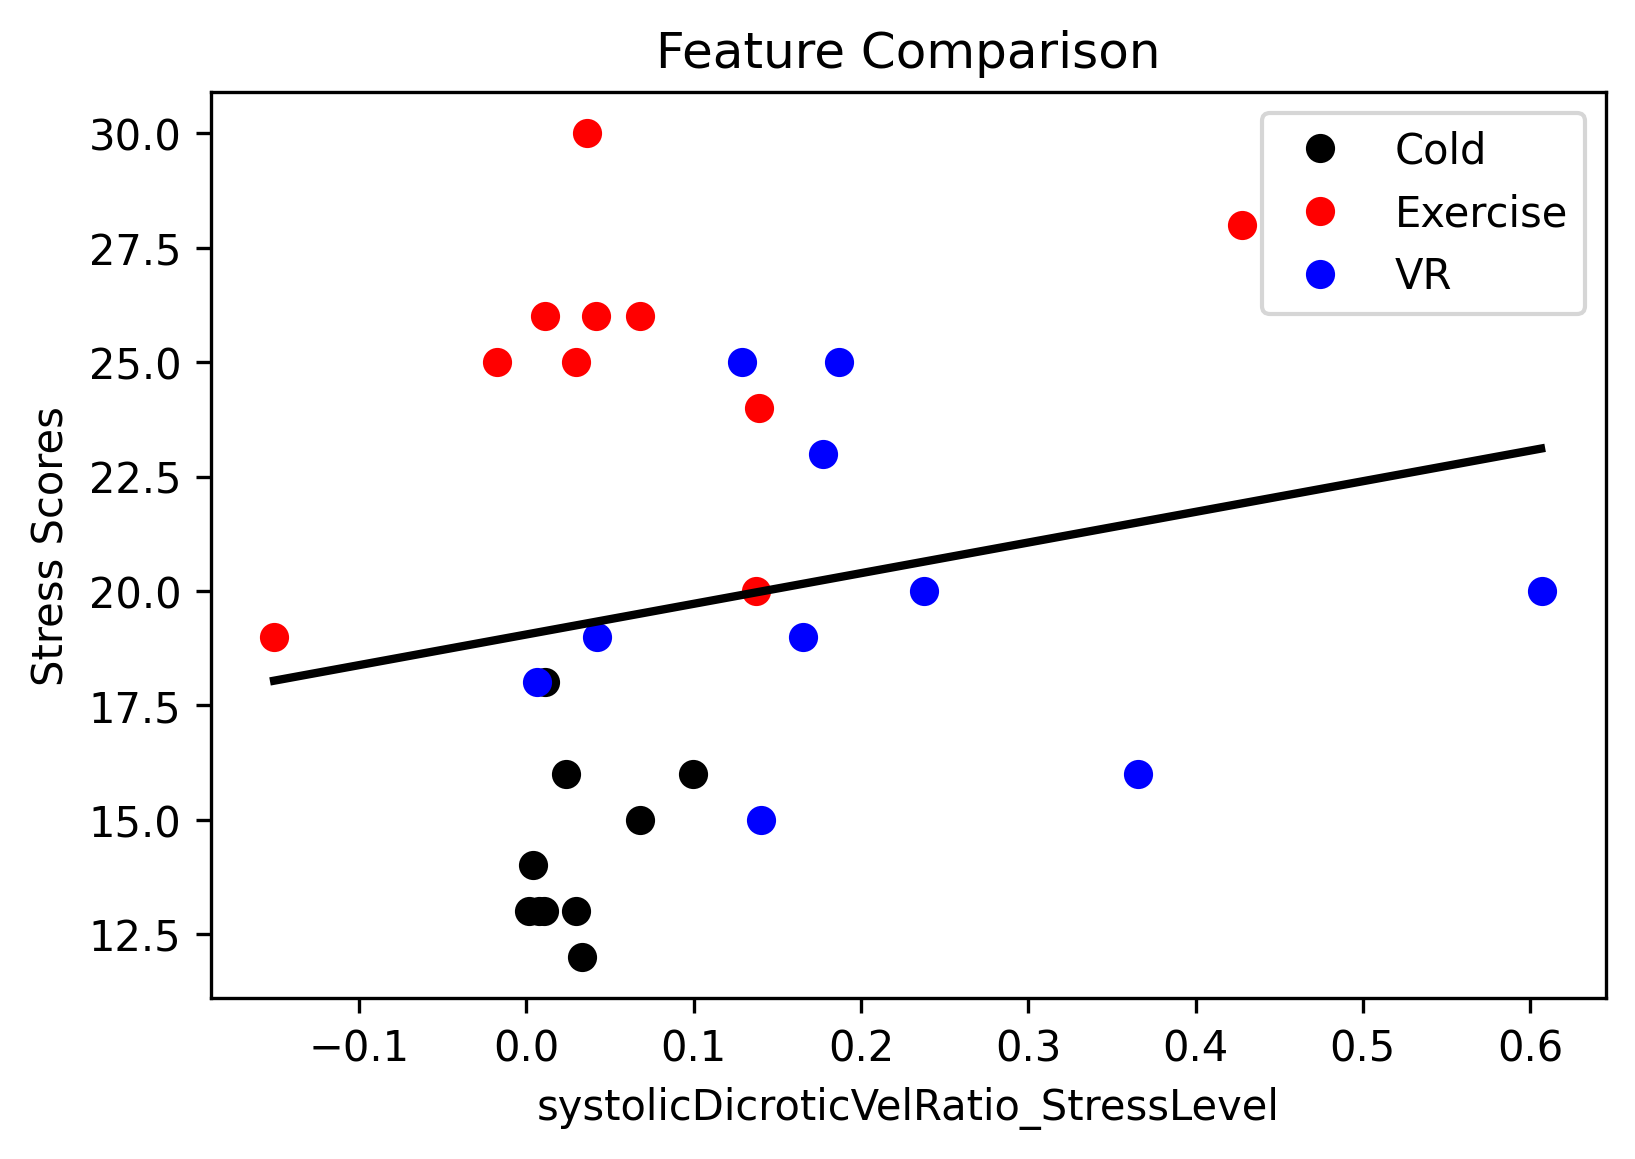 Feature Comparison
30.0
27.5
25.0
22.5
20.0
17.5
15.0
12.5
Stress Scores
Cold
Exercise
VR
−0.1 0.0 0.1 0.2 0.3 0.4 0.5 0.6
systolicDicroticVelRatio_StressLevel